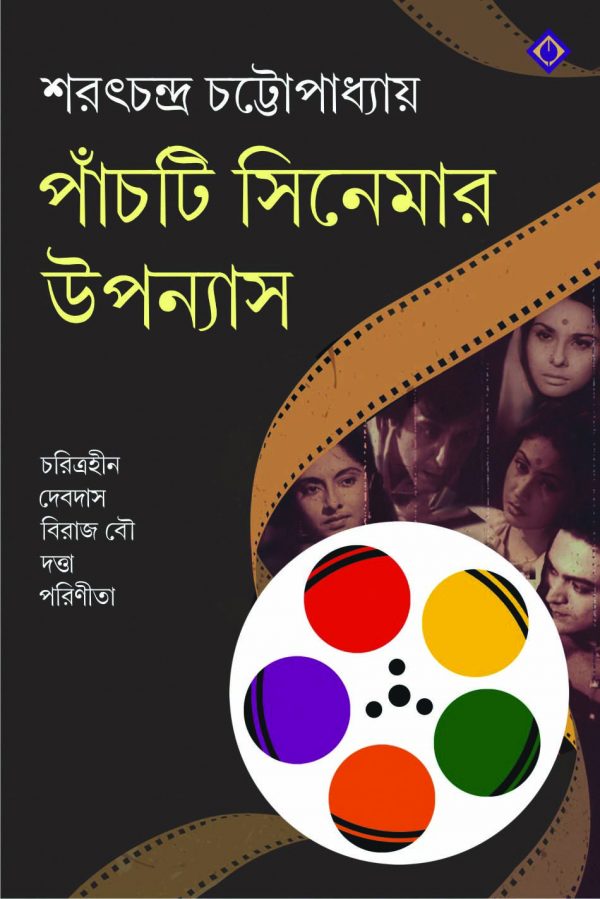 শরৎচন্দ্র চট্টোপাধ্যায়
পাঁচটি সিনেমার
উপন্যাস
চরিত্রহীন
দেবদাস
বিরাজ বৌ
দত্তা
পরিণীতা